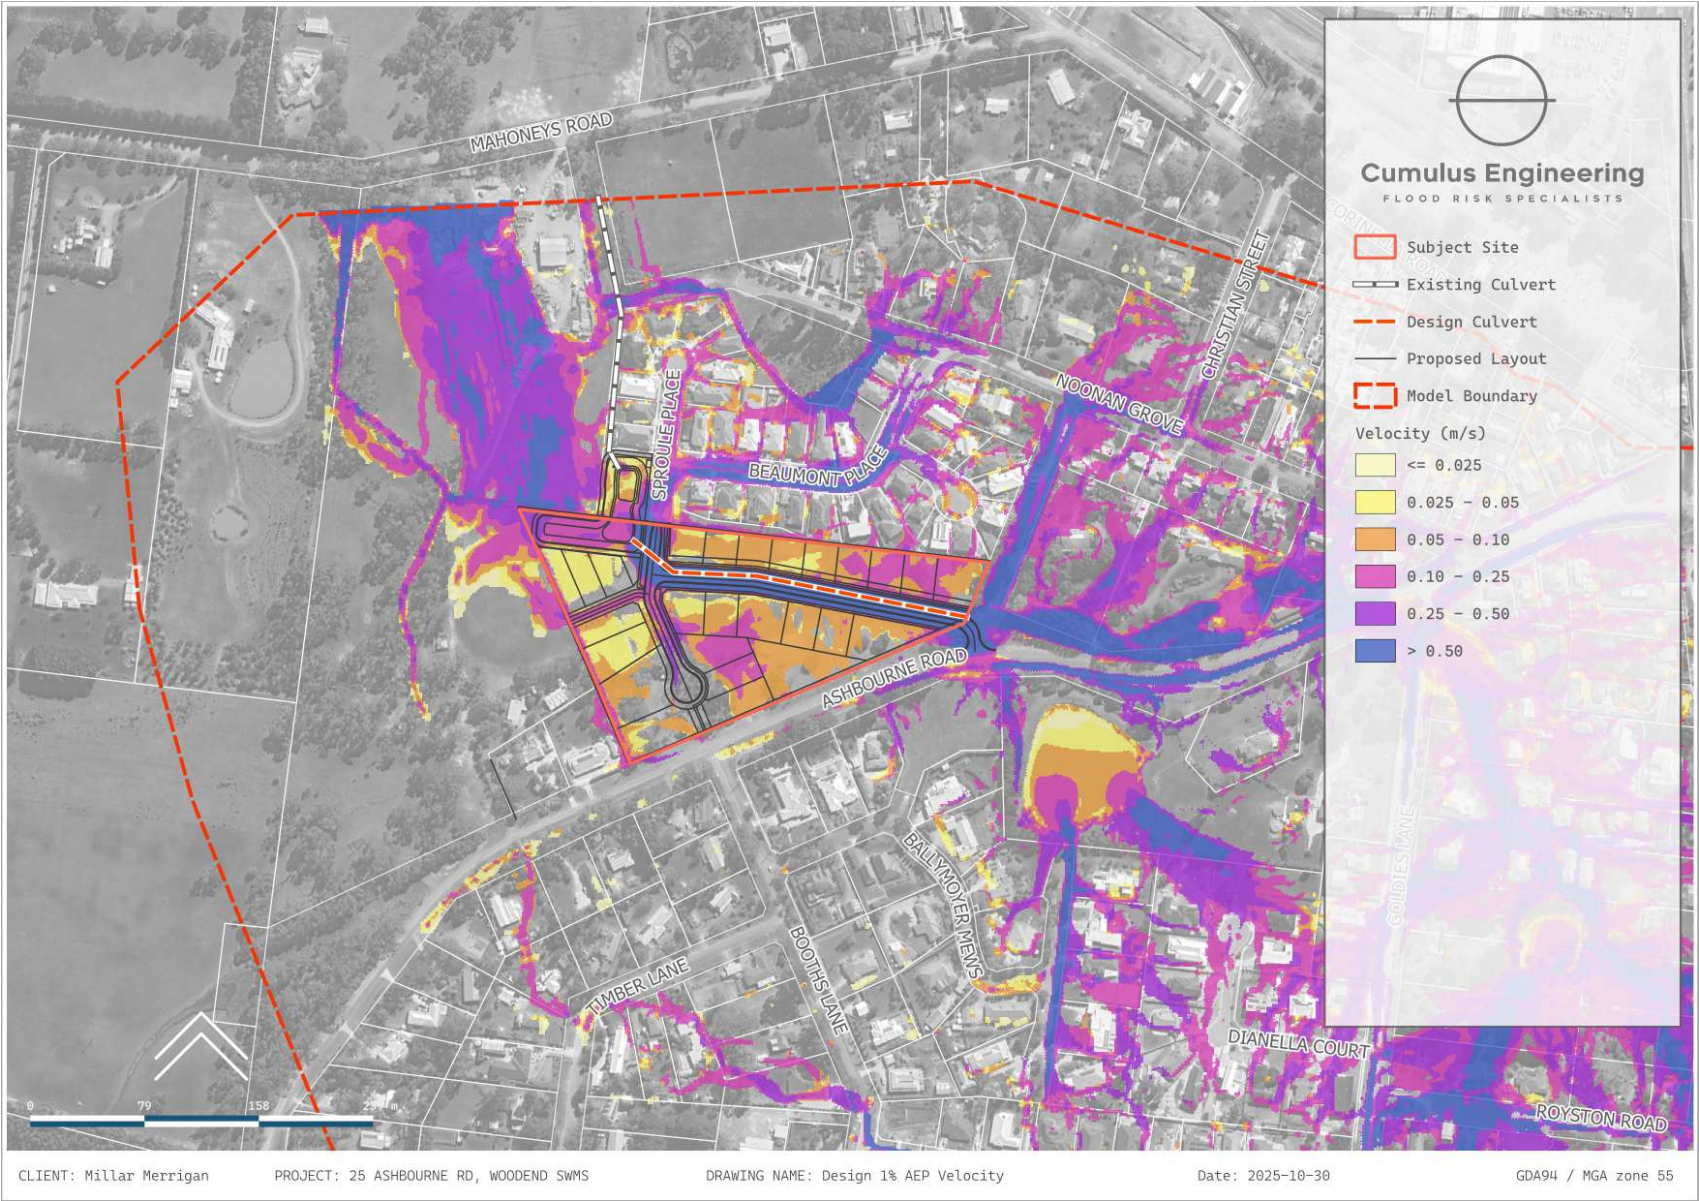 Cumulus Engineering
FLOOD RISK SPECIALISTS
Subject Site
Existing Culvert
Design Culvert
Proposed Layout
Model Boundary
Velocity (m/s)
<= 0.025
0.025 - 0.05
0.05 - 0.10
0.10 - 0.25
0.25 - 0.50
> 0.50
MAHONEYS ROAD
CHRISTIAN STREET
NOONAN GROVE
SPROULE PLACE
BEAUMONT PLACE
ASHBOURNE ROAD
GOLDIES LANE
BALLYMOYER MEWS
BOOTHS LANE
TIMBER LANE
DIANELLA COURT
ROYSTON ROAD
0 79 158 m
CLIENT: Millar Merrigan PROJECT: 25 ASHBOURNE RD, WOODEND SWMS DRAWING NAME: Design 1% AEP Velocity Date: 2025-10-30 GDA94 / MGA zone 55